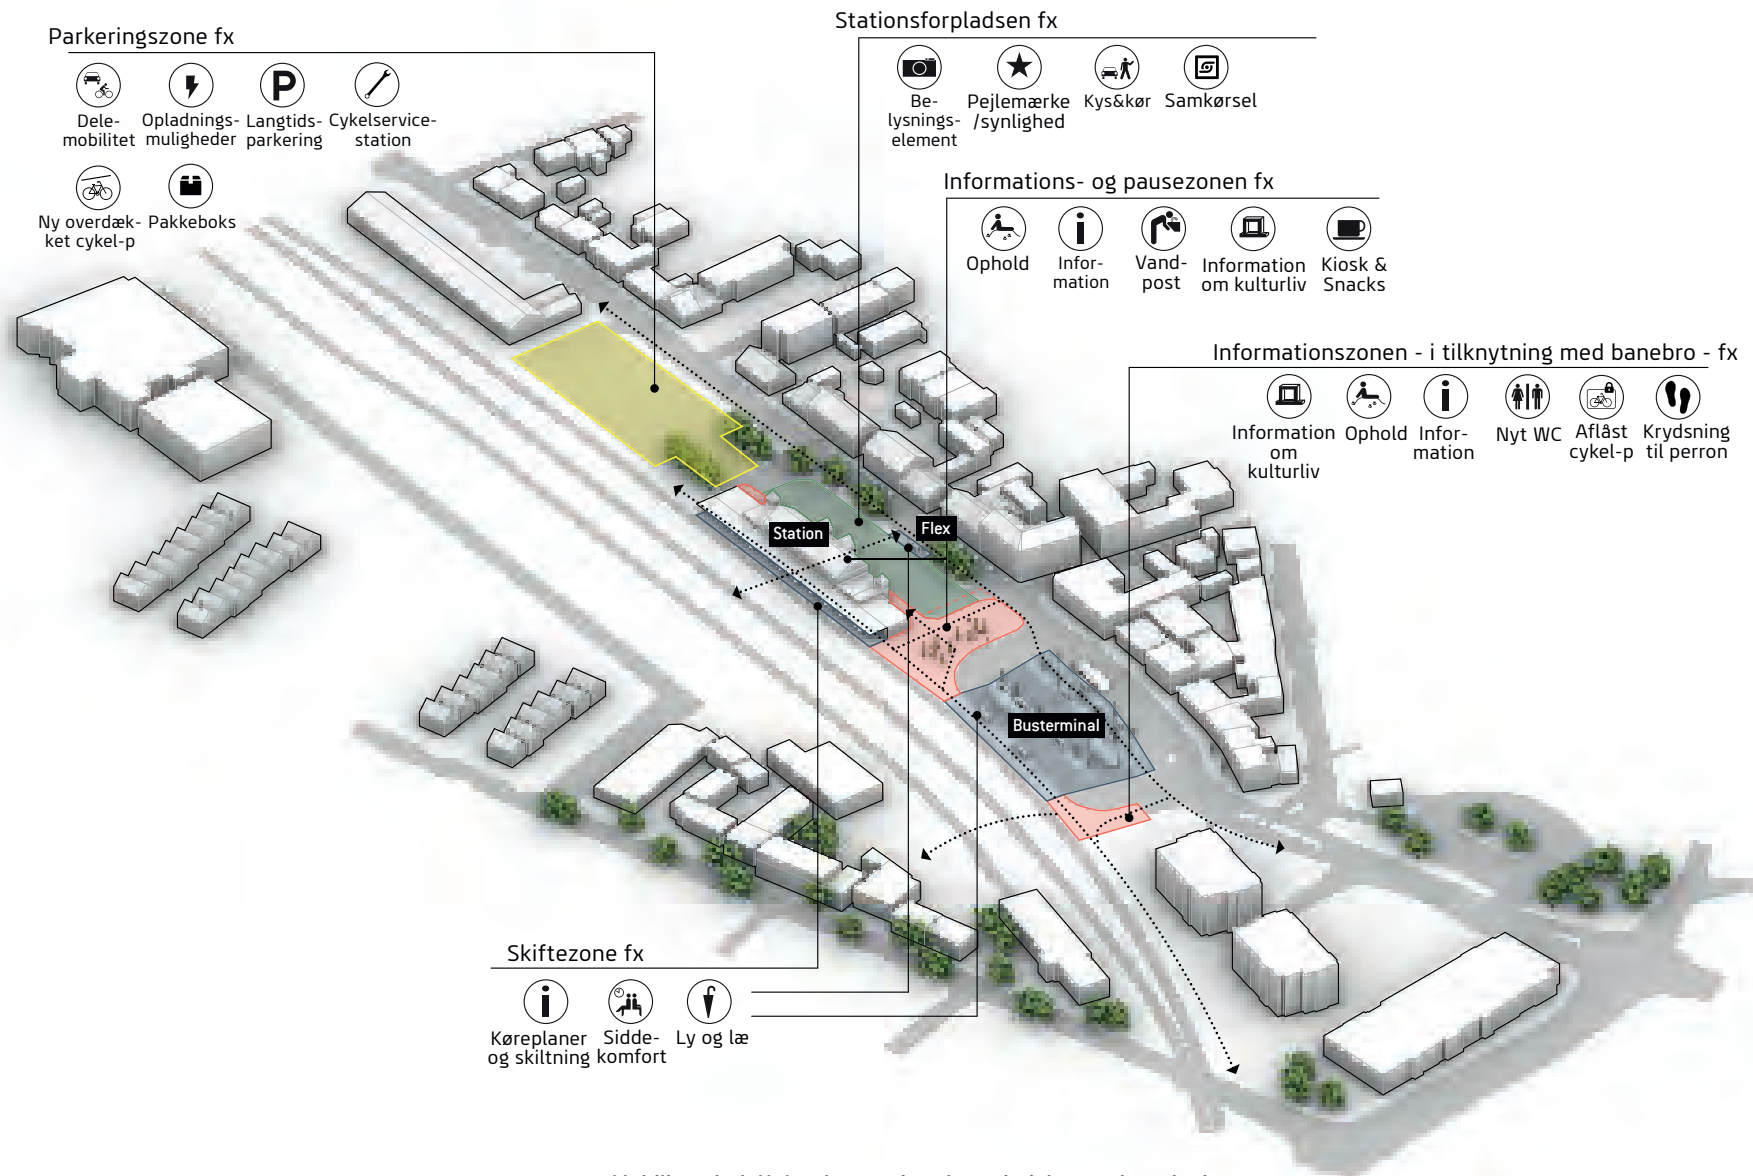 Parkeringszone fx
Dele-
mobilitet
Opladnings-
muligheder
Langtids-
parkering
Cykelservice-
station
Ny overdæk-
ket cykel-p
Pakkeboks
Stationsforpladsen fx
Be-
lysnings-
element
Pejlemærke
/synlighed
Kys&kør
Samkørsel
Informations- og pausezonen fx
Ophold
Infor-
mation
Vand-
post
Information
om kulturliv
Kiosk &
Snacks
Informationszonen - i tilknytning med banebro - fx
Information
om
kulturliv
Ophold
Infor-
mation
Nyt WC
Aflåst
cykel-p
Krydsning
til perron
Station
Flex
Busterminal
Skiftezone fx
Køreplaner
og skiltning
Sidde-
komfort
Ly og læ